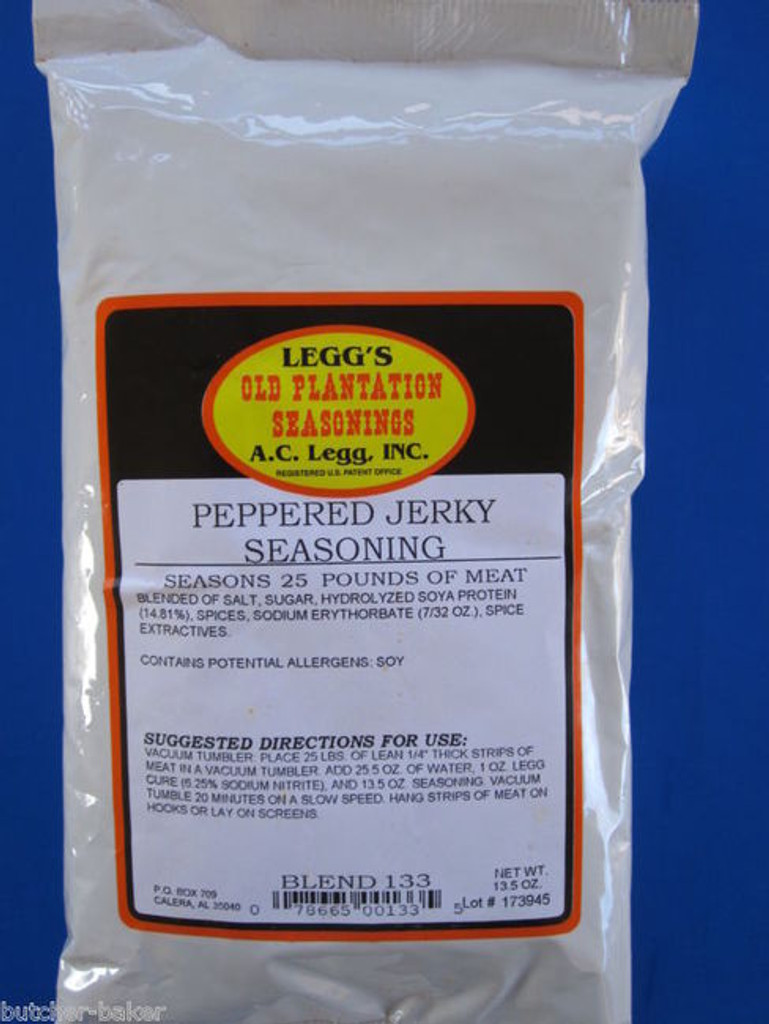 LEGG'S
OLD PLANTATION
SEASONINGS
A.C. Legg, INC.
REGISTERED U.S. PATENT OFFICE
PEPPERED JERKY
SEASONING
SEASONS 25 POUNDS OF MEAT
BLENDED OF SALT, SUGAR, HYDROLYZED SOYA PROTEIN
(14.81%), SPICES, SODIUM ERYTHORBATE (7/32 OZ.), SPICE
EXTRACTIVES.
CONTAINS POTENTIAL ALLERGENS: SOY
SUGGESTED DIRECTIONS FOR USE:
VACUUM TUMBLER. PLACE 25 LBS. OF LEAN 1/4" THICK STRIPS OF
MEAT IN A VACUUM TUMBLER. ADD 25.5 OZ. OF WATER, 1 OZ. LEGG
CURE (6.25% SODIUM NITRITE), AND 13.5 OZ. SEASONING. VACUUM
TUMBLE 20 MINUTES ON A SLOW SPEED. HANG STRIPS OF MEAT ON
HOOKS OR LAY ON SCREENS.
BLEND 133
NET WT.
13.5 OZ.
P.O. BOX 709
CALERA, AL 35040
0 78665 00133 5
Lot # 173945
butcher-baker